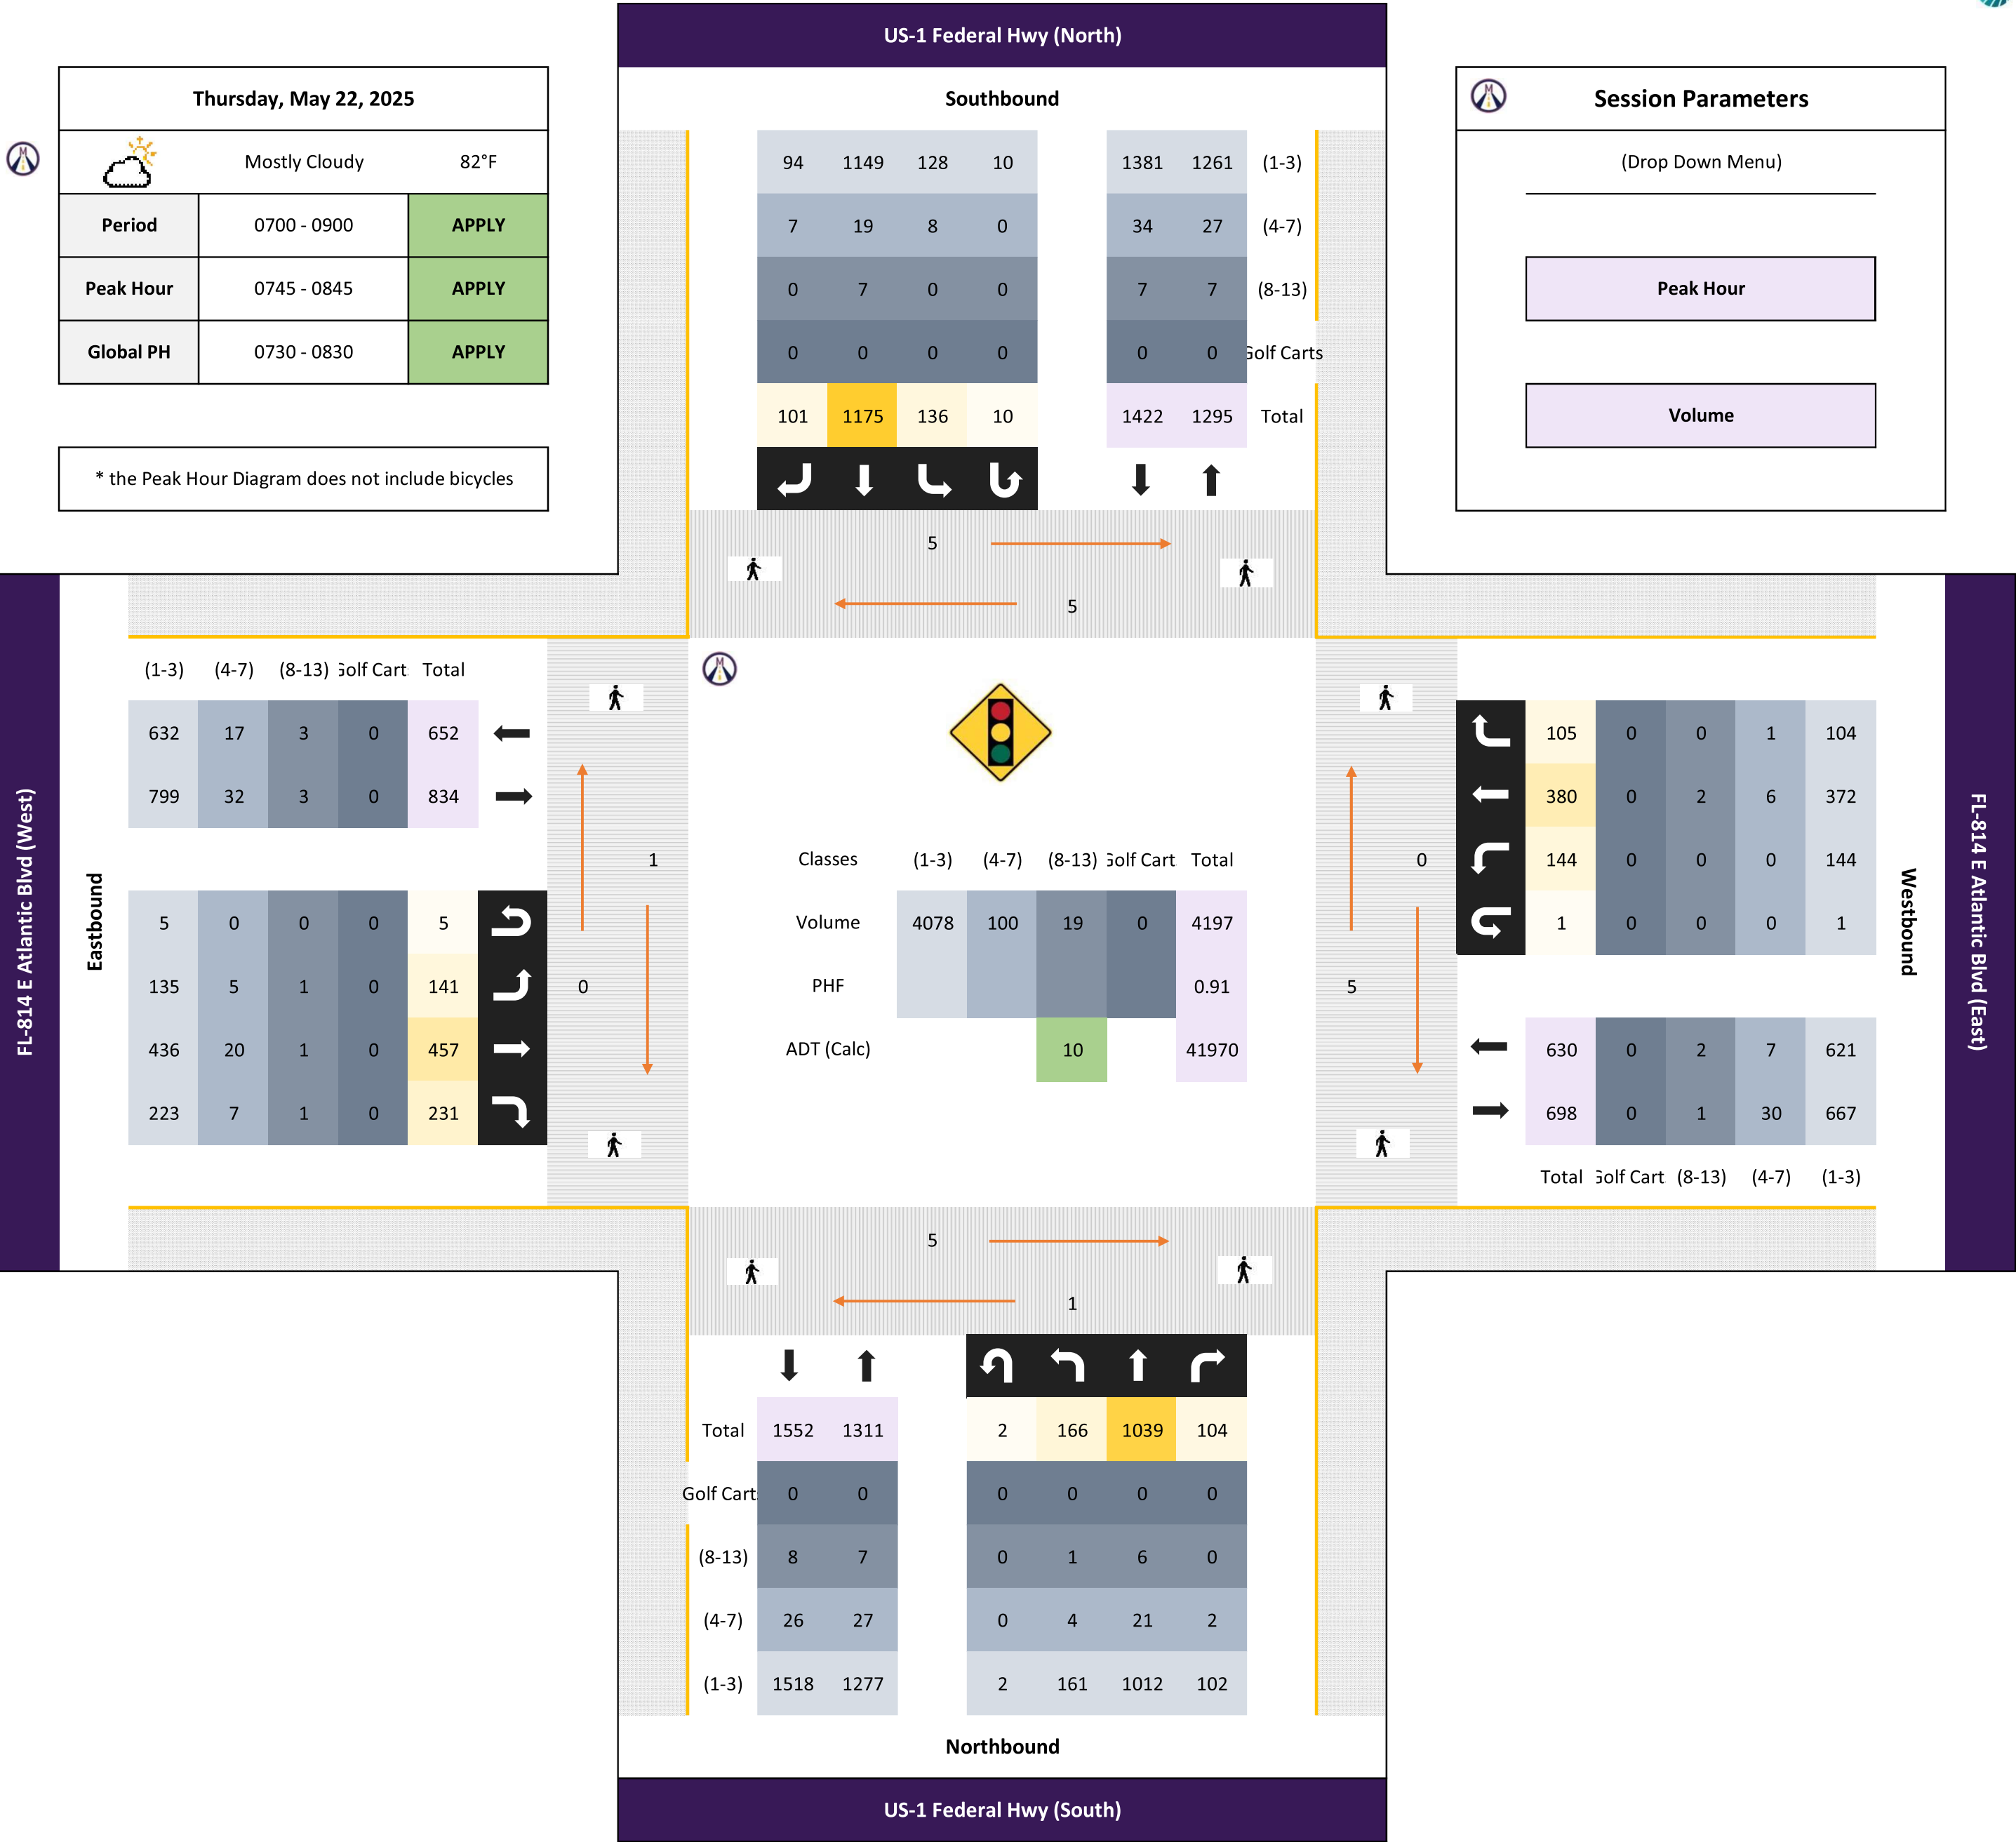 US-1 Federal Hwy (North)
Thursday, May 22, 2025
Mostly Cloudy 82°F
Period 0700 - 0900 APPLY
Peak Hour 0745 - 0845 APPLY
Global PH 0730 - 0830 APPLY
* the Peak Hour Diagram does not include bicycles
Southbound
94 1149 128 10 1381 1261 (1-3)
7 19 8 0 34 27 (4-7)
0 7 0 0 7 7 (8-13)
0 0 0 0 0 0 Golf Carts
101 1175 136 10 1422 1295 Total
M
Session Parameters
(Drop Down Menu)
Peak Hour
Volume
5
5
FL-814 E Atlantic Blvd (West)
Eastbound
(1-3) (4-7) (8-13) Golf Cart Total
632 17 3 0 652
799 32 3 0 834
5 0 0 0 5
135 5 1 0 141
436 20 1 0 457
223 7 1 0 231
1
0
Classes (1-3) (4-7) (8-13) Golf Cart Total
Volume 4078 100 19 0 4197
PHF 0.91
ADT (Calc) 10 41970
0
5
105 0 0 1 104
380 0 2 6 372
144 0 0 0 144
1 0 0 0 1
630 0 2 7 621
698 0 1 30 667
Total Golf Cart (8-13) (4-7) (1-3)
Westbound
FL-814 E Atlantic Blvd (East)
5
1
Total 1552 1311 2 166 1039 104
Golf Cart 0 0 0 0 0 0
(8-13) 8 7 0 1 6 0
(4-7) 26 27 0 4 21 2
(1-3) 1518 1277 2 161 1012 102
Northbound
US-1 Federal Hwy (South)